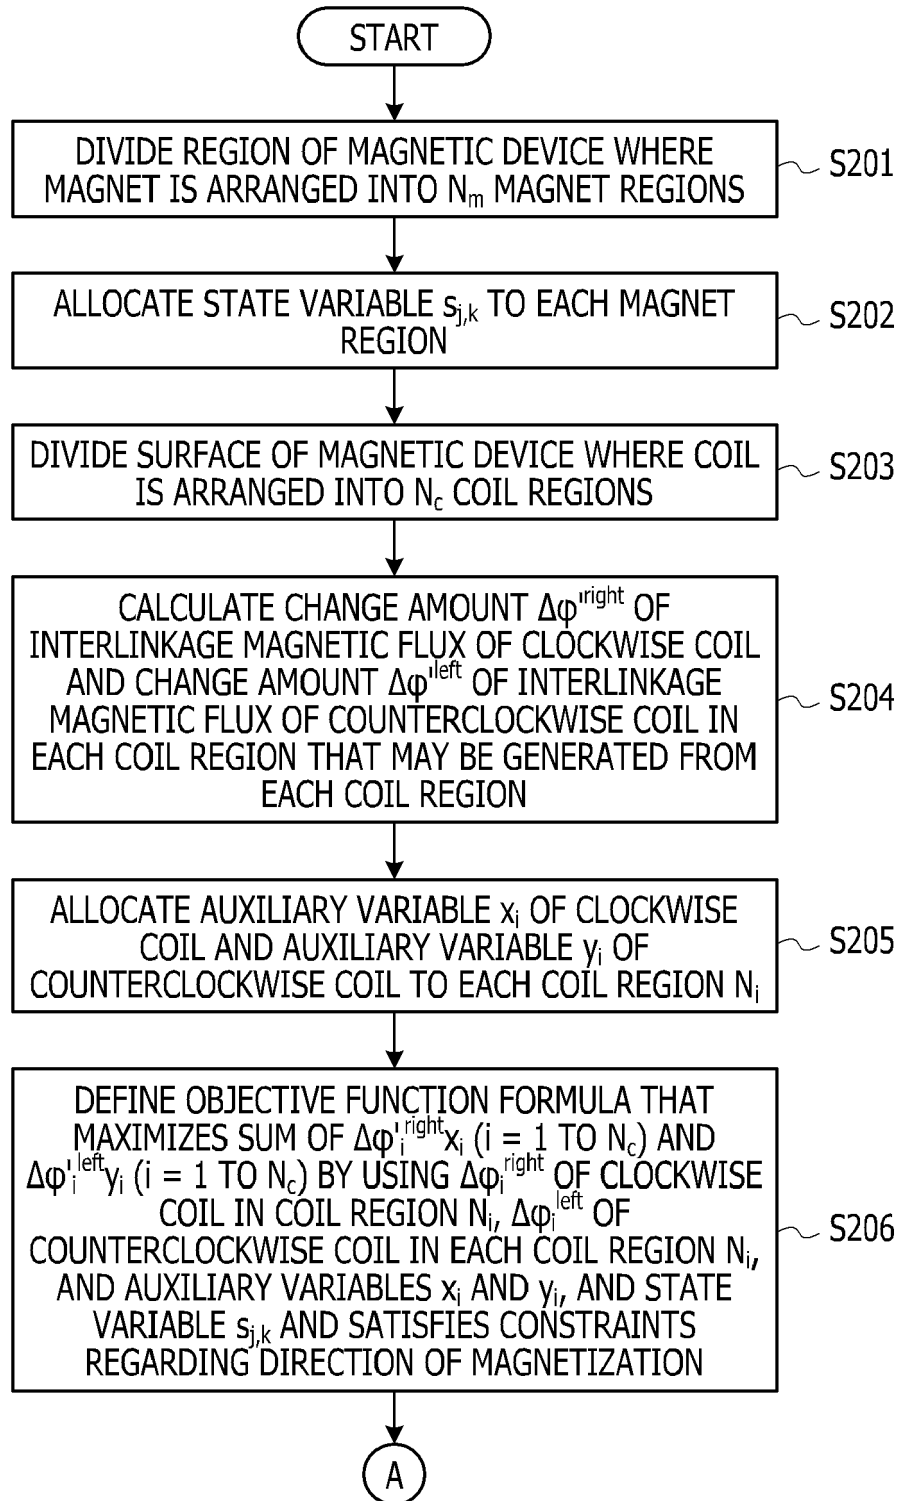 START
DIVIDE REGION OF MAGNETIC DEVICE WHERE
MAGNET IS ARRANGED INTO Nm MAGNET REGIONS
S201
ALLOCATE STATE VARIABLE sj,k TO EACH MAGNET
REGION
S202
DIVIDE SURFACE OF MAGNETIC DEVICE WHERE COIL
IS ARRANGED INTO Nc COIL REGIONS
S203
CALCULATE CHANGE AMOUNT Δφ'right OF
INTERLINKAGE MAGNETIC FLUX OF CLOCKWISE COIL
AND CHANGE AMOUNT Δφ'left OF INTERLINKAGE
MAGNETIC FLUX OF COUNTERCLOCKWISE COIL IN
EACH COIL REGION THAT MAY BE GENERATED FROM
EACH COIL REGION
S204
ALLOCATE AUXILIARY VARIABLE xi OF CLOCKWISE
COIL AND AUXILIARY VARIABLE yi OF
COUNTERCLOCKWISE COIL TO EACH COIL REGION Ni
S205
DEFINE OBJECTIVE FUNCTION FORMULA THAT
MAXIMIZES SUM OF Δφ'irightxi (i = 1 TO Nc) AND
Δφ'ileftyi (i = 1 TO Nc) BY USING Δφiright OF CLOCKWISE
COIL IN COIL REGION Ni, Δφileft OF
COUNTERCLOCKWISE COIL IN EACH COIL REGION Ni,
AND AUXILIARY VARIABLES xi AND yi, AND STATE
VARIABLE sj,k AND SATISFIES CONSTRAINTS
REGARDING DIRECTION OF MAGNETIZATION
S206
A